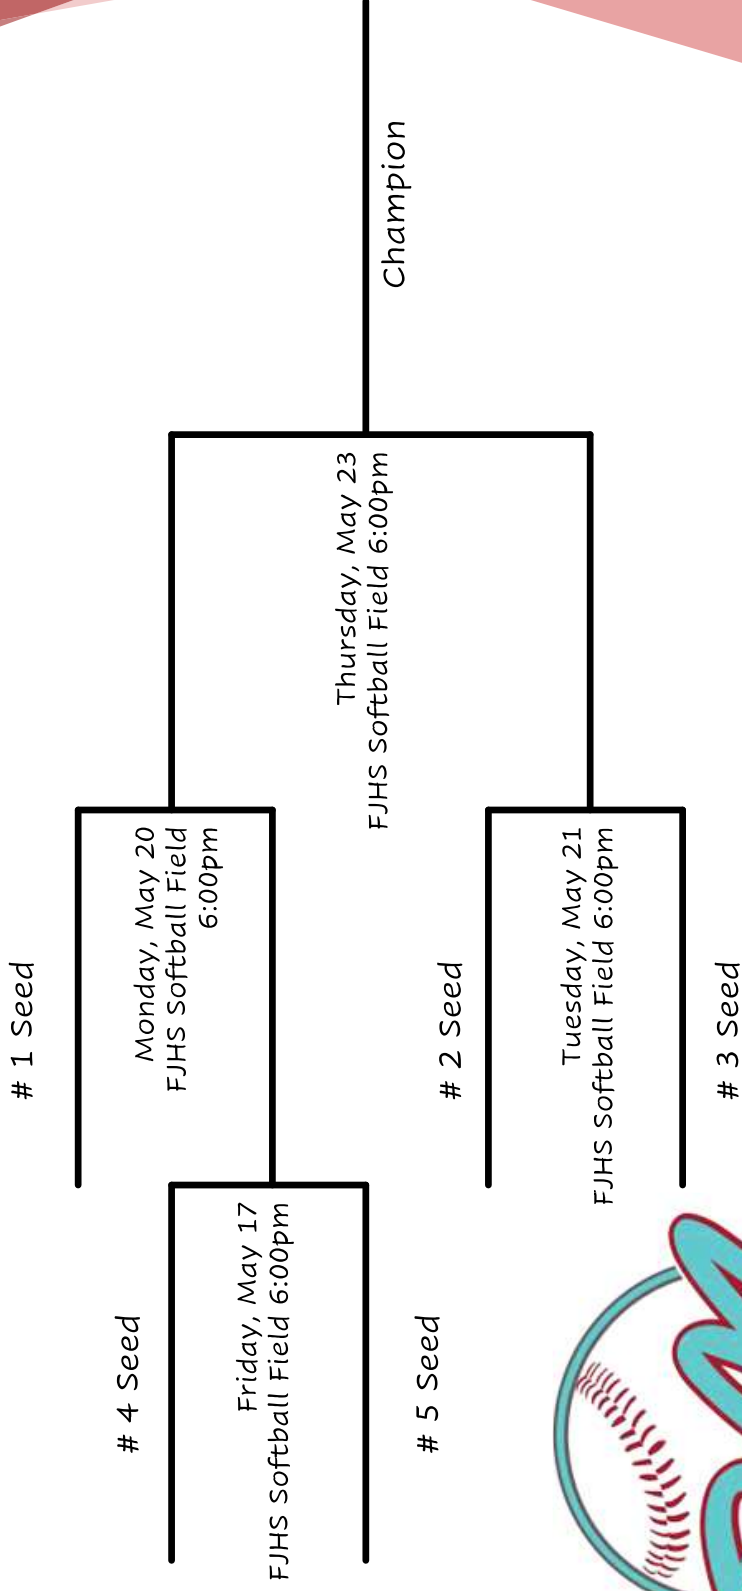 # 4 Seed
Friday, May 17
FJHS Softball Field 6:00pm
# 5 Seed
# 1 Seed
Monday, May 20
FJHS Softball Field
6:00pm
# 2 Seed
Tuesday, May 21
FJHS Softball Field 6:00pm
# 3 Seed
Thursday, May 23
FJHS Softball Field 6:00pm
Champion